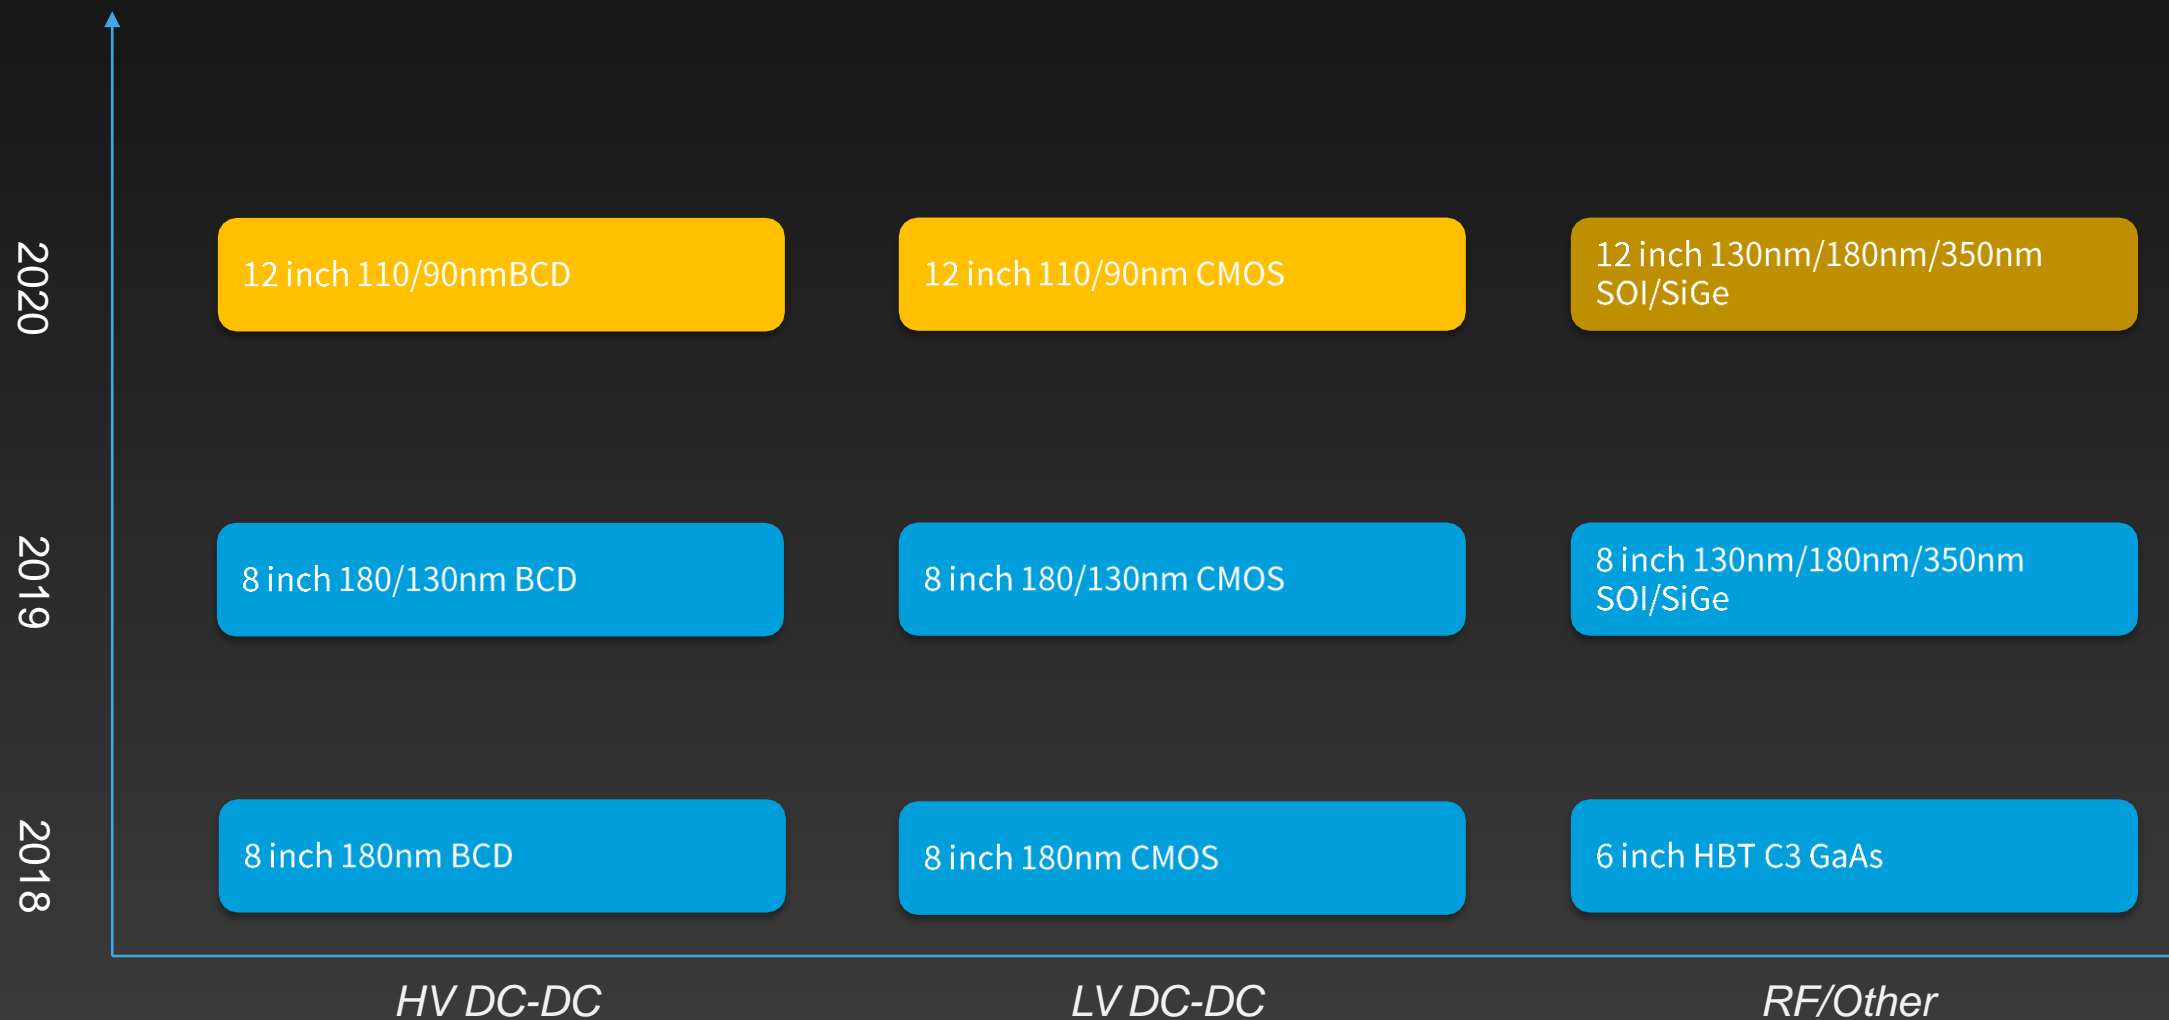 2020
12 inch 110/90nmBCD
12 inch 110/90nm CMOS
12 inch 130nm/180nm/350nm
SOI/SiGe
2019
8 inch 180/130nm BCD
8 inch 180/130nm CMOS
8 inch 130nm/180nm/350nm
SOI/SiGe
2018
8 inch 180nm BCD
8 inch 180nm CMOS
6 inch HBT C3 GaAs
HV DC-DC
LV DC-DC
RF/Other